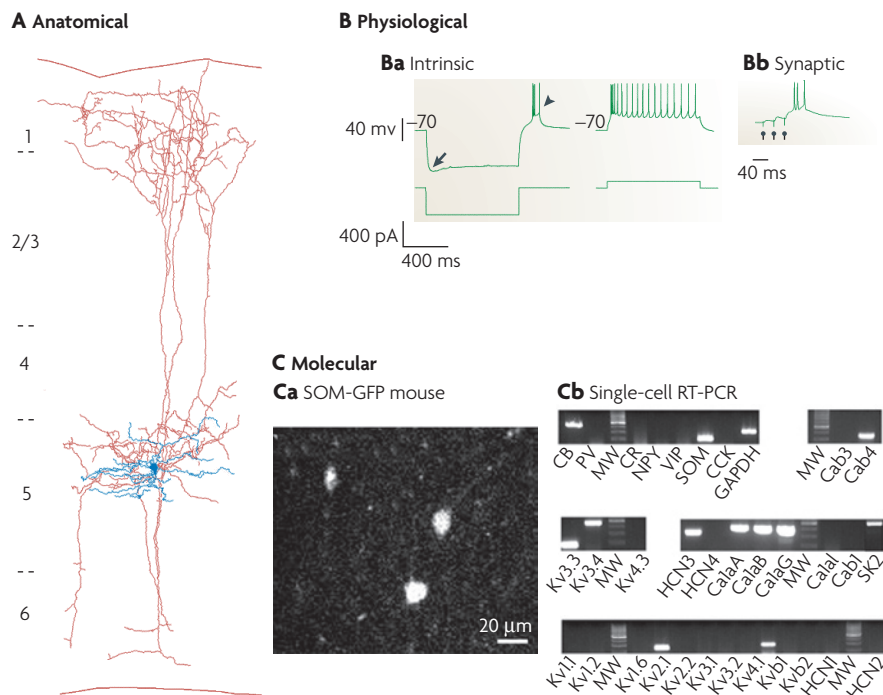 A Anatomical
1
2/3
4
5
6
B Physiological
Ba Intrinsic
–70
40 mv
–70
400 pA
400 ms
Bb Synaptic
40 ms
C Molecular
Ca SOM-GFP mouse
20 μm
Cb Single-cell RT-PCR
CB PV MW CR NPY VIP SOM CCK GAPDH
MW Cab3 Cab4
Kv3.3 Kv3.4 MW Kv4.3
HCN3 HCN4 CalaA CalaB CalaG MW CalaI Cab1 SK2
Kv1.1 Kv1.2 MW Kv1.6 Kv2.1 Kv2.2 Kv3.1 Kv3.2 Kv4.1 Kvb1 Kvb2 HCN1 MW HCN2